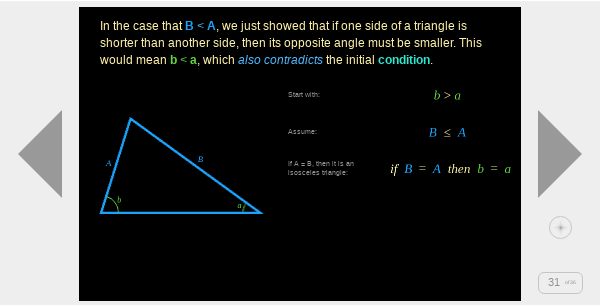 In the case that B < A, we just showed that if one side of a triangle is
shorter than another side, then its opposite angle must be smaller. This
would mean b < a, which also contradicts the initial condition.
Start with:
b > a
Assume:
B ≤ A
If A = B, then it is an
isosceles triangle:
if B = A then b = a
A
B
b
a
31 of 36